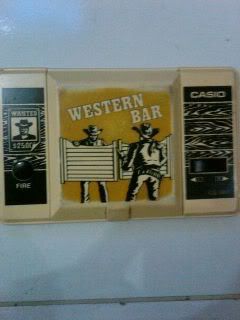 WANTED
$2500
FIRE
WESTERN
BAR
CASIO